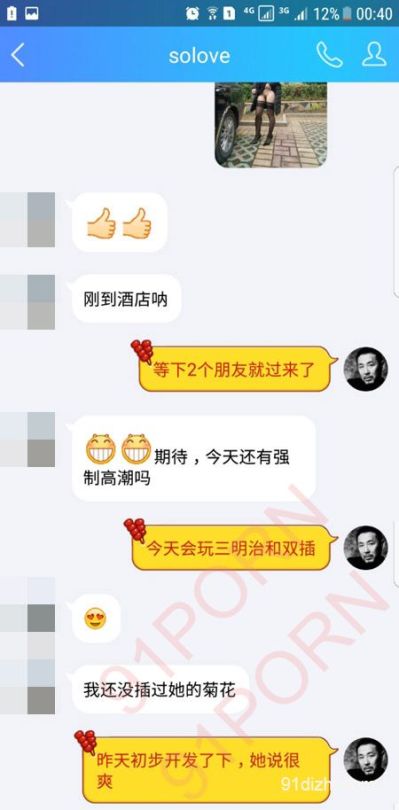 4G
3G
12%
00:40
solove
刚到酒店呐
等下2个朋友就过来了
期待，今天还有强
制高潮吗
今天会玩三明治和双插
91PORN
91PORN
我还没插过她的菊花
昨天初步开发了下，她说很
爽